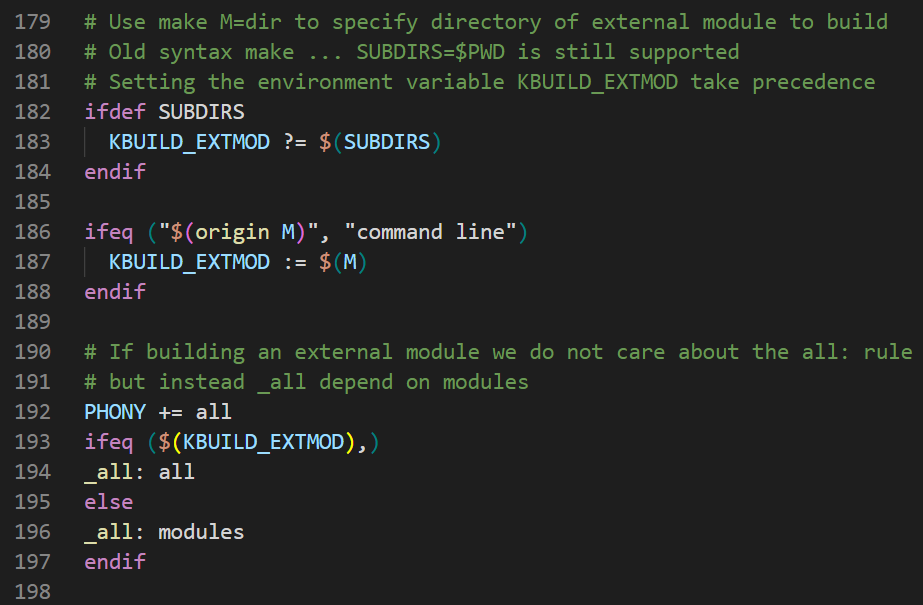 179 # Use make M=dir to specify directory of external module to build
180 # Old syntax make ... SUBDIRS=$PWD is still supported
181 # Setting the environment variable KBUILD_EXTMOD take precedence
182 ifdef SUBDIRS
183   KBUILD_EXTMOD ?= $(SUBDIRS)
184 endif
185
186 ifeq ("$(origin M)", "command line")
187   KBUILD_EXTMOD := $(M)
188 endif
189
190 # If building an external module we do not care about the all: rule
191 # but instead _all depend on modules
192 PHONY += all
193 ifeq ($(KBUILD_EXTMOD),)
194 _all: all
195 else
196 _all: modules
197 endif
198